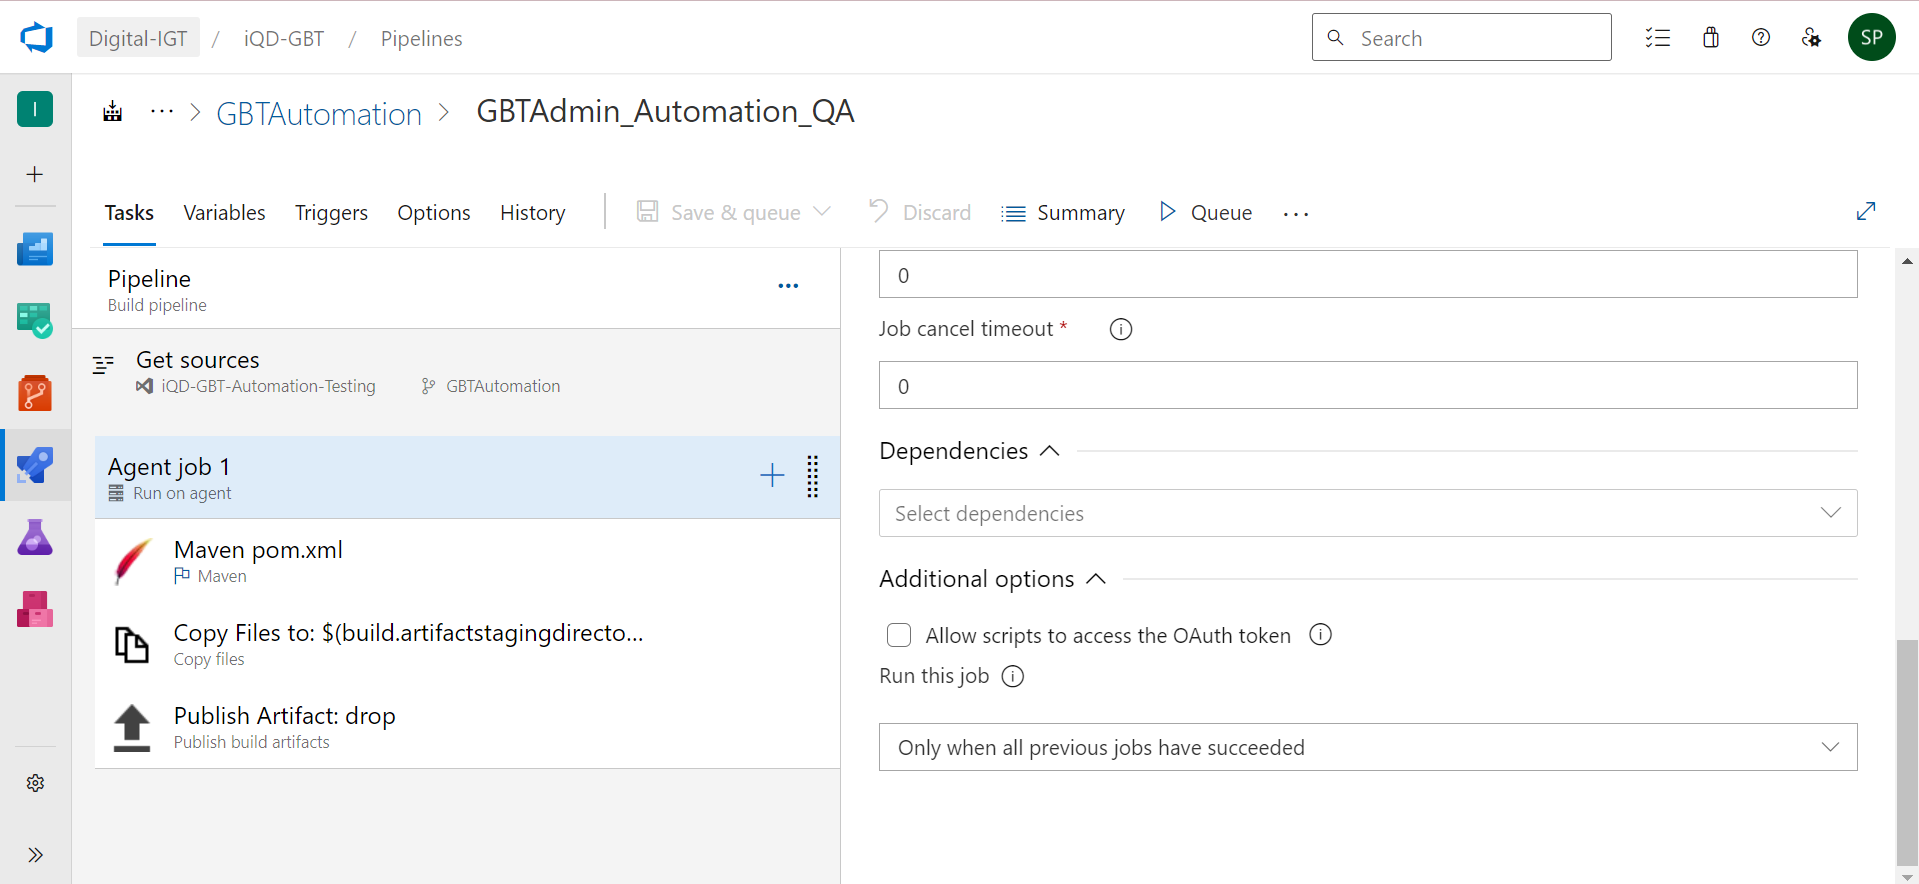 Digital-IGT / iQD-GBT / Pipelines
Search
SP
I
... > GBTAutomation > GBTAdmin_Automation_QA
Tasks Variables Triggers Options History Save & queue Discard Summary Queue ...
Pipeline
Build pipeline
Get sources
iQD-GBT-Automation-Testing GBTAutomation
Agent job 1
Run on agent
Maven pom.xml
Maven
Copy Files to: $(build.artifactstagingdirecto...
Copy files
Publish Artifact: drop
Publish build artifacts
0
Job cancel timeout *
0
Dependencies
Select dependencies
Additional options
Allow scripts to access the OAuth token
Run this job
Only when all previous jobs have succeeded